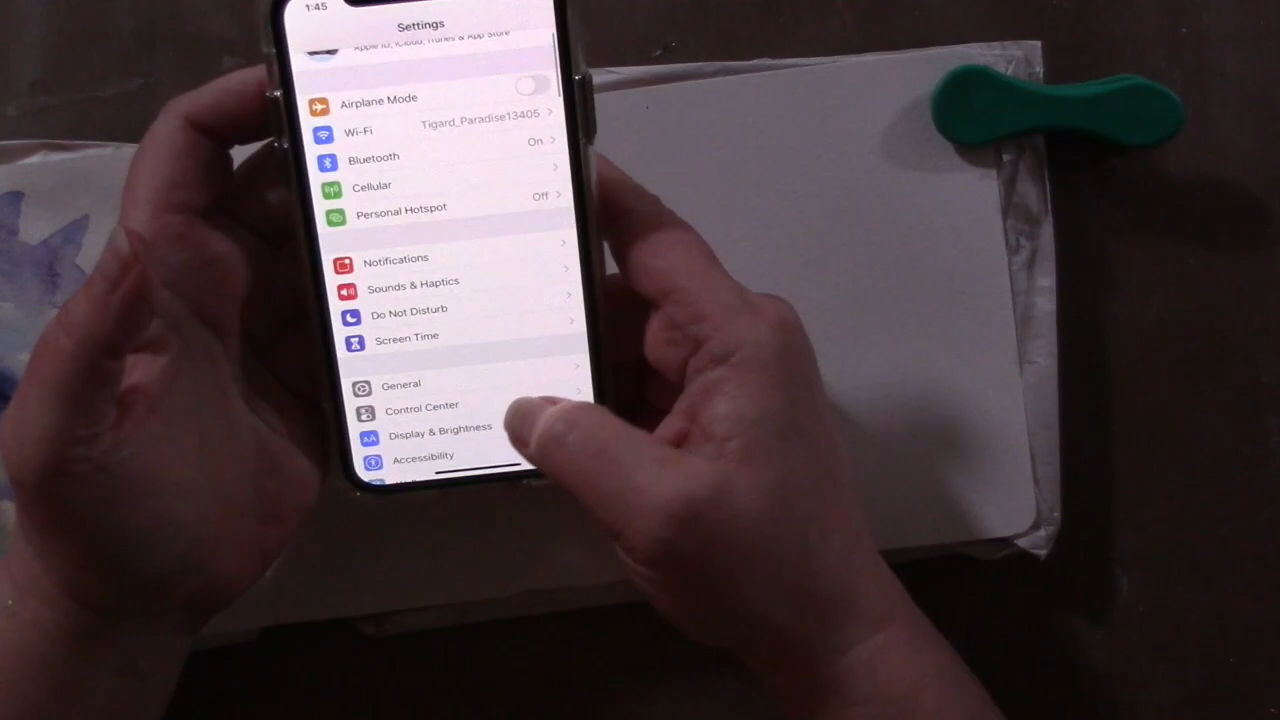 1:45
Settings
Apple ID, iCloud, iTunes & App Store
Airplane Mode
Wi-Fi Tigard_Paradise13405
Bluetooth On
Cellular
Personal Hotspot Off
Notifications
Sounds & Haptics
Do Not Disturb
Screen Time
General
Control Center
AA Display & Brightness
Accessibility